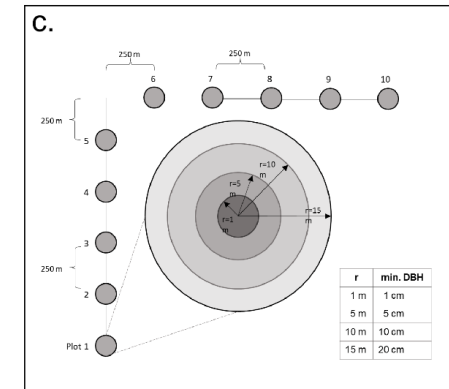 C.
250 m
250 m
6
7
8
9
10
250 m
5
4
3
2
250 m
Plot 1
r=10
m
r=5
m
r=1
m
r=15
m
r min. DBH
1 m 1 cm
5 m 5 cm
10 m 10 cm
15 m 20 cm